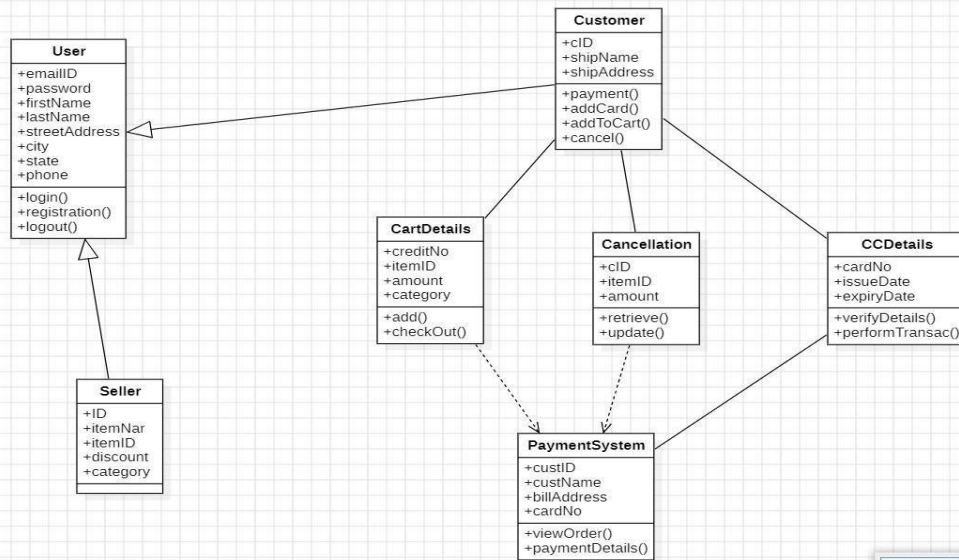 Customer
+cID
+shipName
+shipAddress
+payment()
+addCard()
+addToCart()
+cancel()
User
+emailID
+password
+firstName
+lastName
+streetAddress
+city
+state
+phone
+login()
+registration()
+logout()
CartDetails
+creditNo
+itemID
+amount
+category
+add()
+checkOut()
Cancellation
+cID
+itemID
+amount
+retrieve()
+update()
CCDetails
+cardNo
+issueDate
+expiryDate
+verifyDetails()
+performTransac()
Seller
+ID
+itemNar
+itemID
+discount
+category
PaymentSystem
+custID
+custName
+billAddress
+cardNo
+viewOrder()
+paymentDetails()